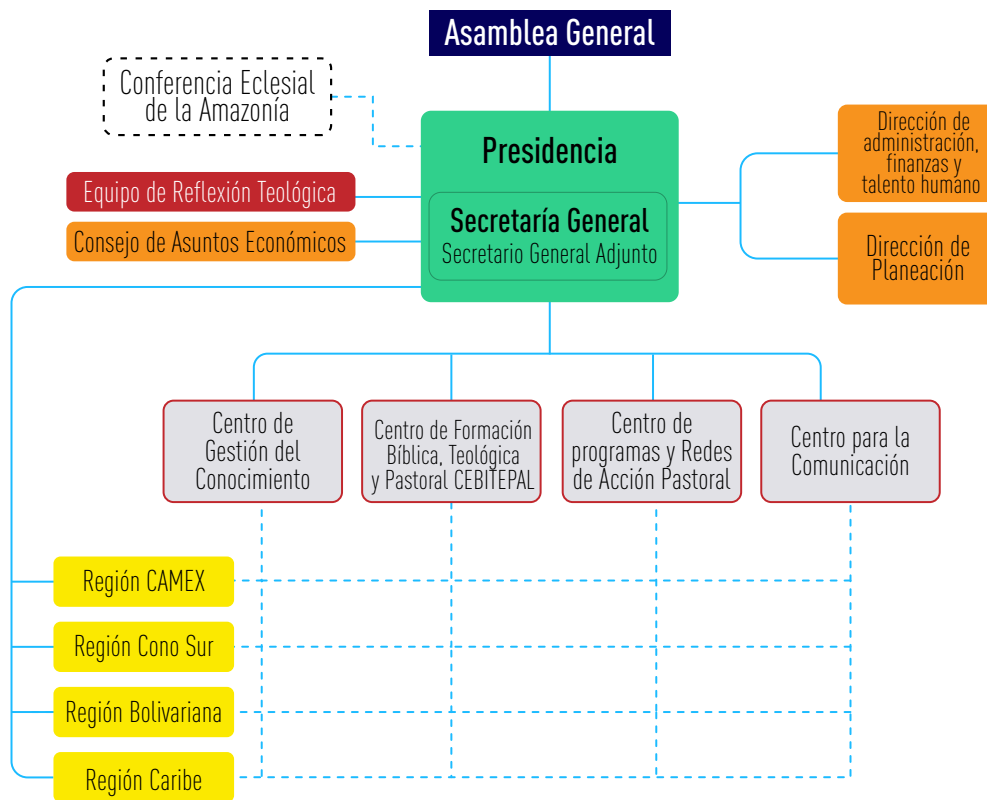 Asamblea General
Conferencia Eclesial
de la Amazonía
Presidencia
Secretaría General
Secretario General Adjunto
Equipo de Reflexión Teológica
Consejo de Asuntos Económicos
Dirección de
administración,
finanzas y
talento humano
Dirección de
Planeación
Centro de
Gestión del
Conocimiento
Centro de Formación
Bíblica, Teológica
y Pastoral CEBITEPAL
Centro de
programas y Redes
de Acción Pastoral
Centro para la
Comunicación
Región CAMEX
Región Cono Sur
Región Bolivariana
Región Caribe